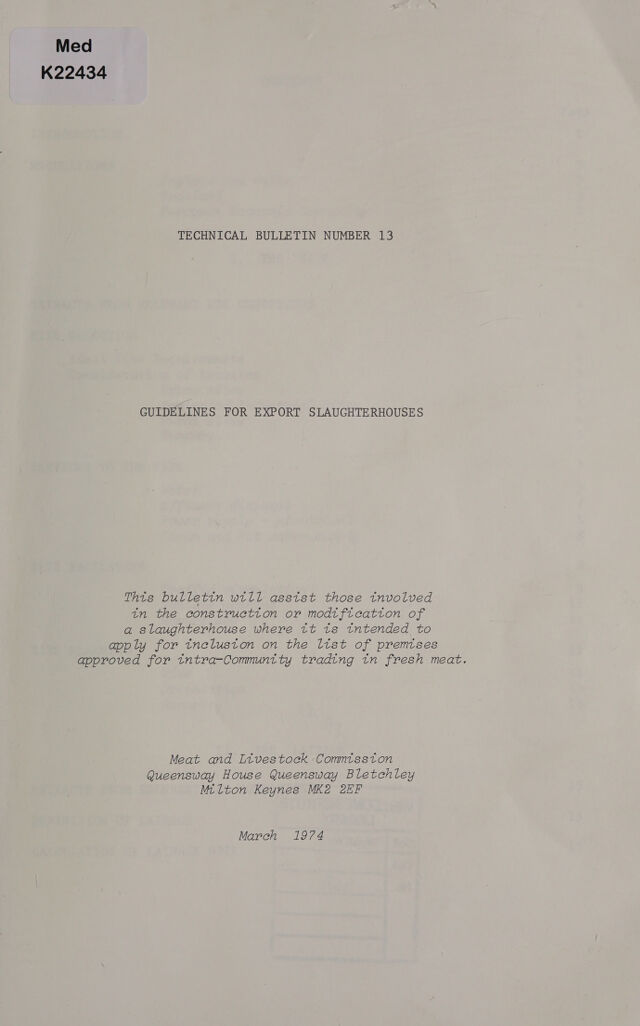 Med
K22434
TECHNICAL BULLETIN NUMBER 13
GUIDELINES FOR EXPORT SLAUGHTERHOUSES
This bulletin will assist those involved
in the construction or modification of
a slaughterhouse where it is intended to
apply for inclusion on the list of premises
approved for intra-Community trading in fresh meat.
Meat and Livestock Commission
Queensway House Queensway Bletchley
Milton Keynes MK2 2EF
March 1974